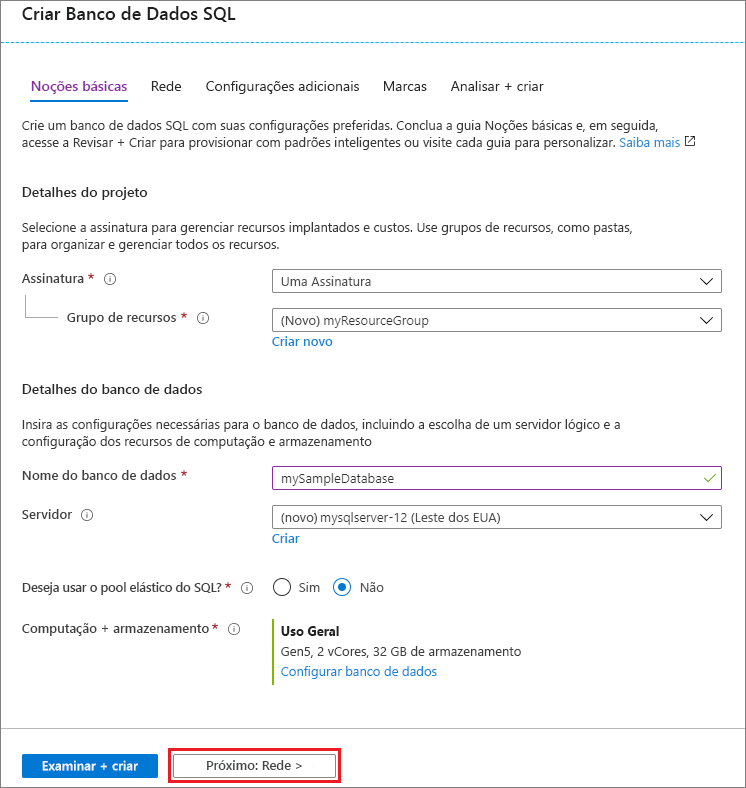 Criar Banco de Dados SQL
Noções básicas Rede Configurações adicionais Marcas Analisar + criar
Crie um banco de dados SQL com suas configurações preferidas. Conclua a guia Noções básicas e, em seguida,
acesse a Revisar + Criar para provisionar com padrões inteligentes ou visite cada guia para personalizar. Saiba mais
Detalhes do projeto
Selecione a assinatura para gerenciar recursos implantados e custos. Use grupos de recursos, como pastas,
para organizar e gerenciar todos os recursos.
Assinatura * Uma Assinatura
Grupo de recursos * (Novo) myResourceGroup
Criar novo
Detalhes do banco de dados
Insira as configurações necessárias para o banco de dados, incluindo a escolha de um servidor lógico e a
configuração dos recursos de computação e armazenamento
Nome do banco de dados * mySampleDatabase
Servidor (novo) mysqlserver-12 (Leste dos EUA)
Criar
Deseja usar o pool elástico do SQL? * Sim Não
Computação + armazenamento * Uso Geral
Gen5, 2 vCores, 32 GB de armazenamento
Configurar banco de dados
Examinar + criar Próximo: Rede >